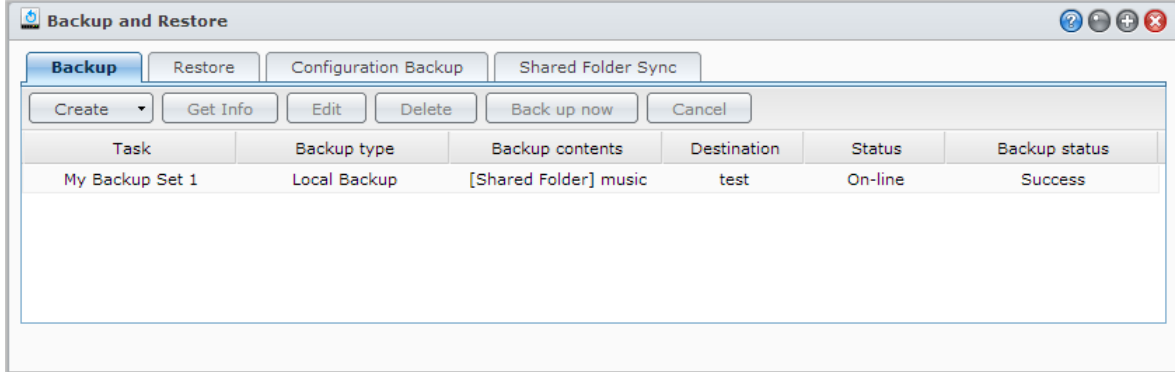 Backup and Restore
Backup Restore Configuration Backup Shared Folder Sync
Create Get Info Edit Delete Back up now Cancel
Task Backup type Backup contents Destination Status Backup status
My Backup Set 1 Local Backup [Shared Folder] music test On-line Success